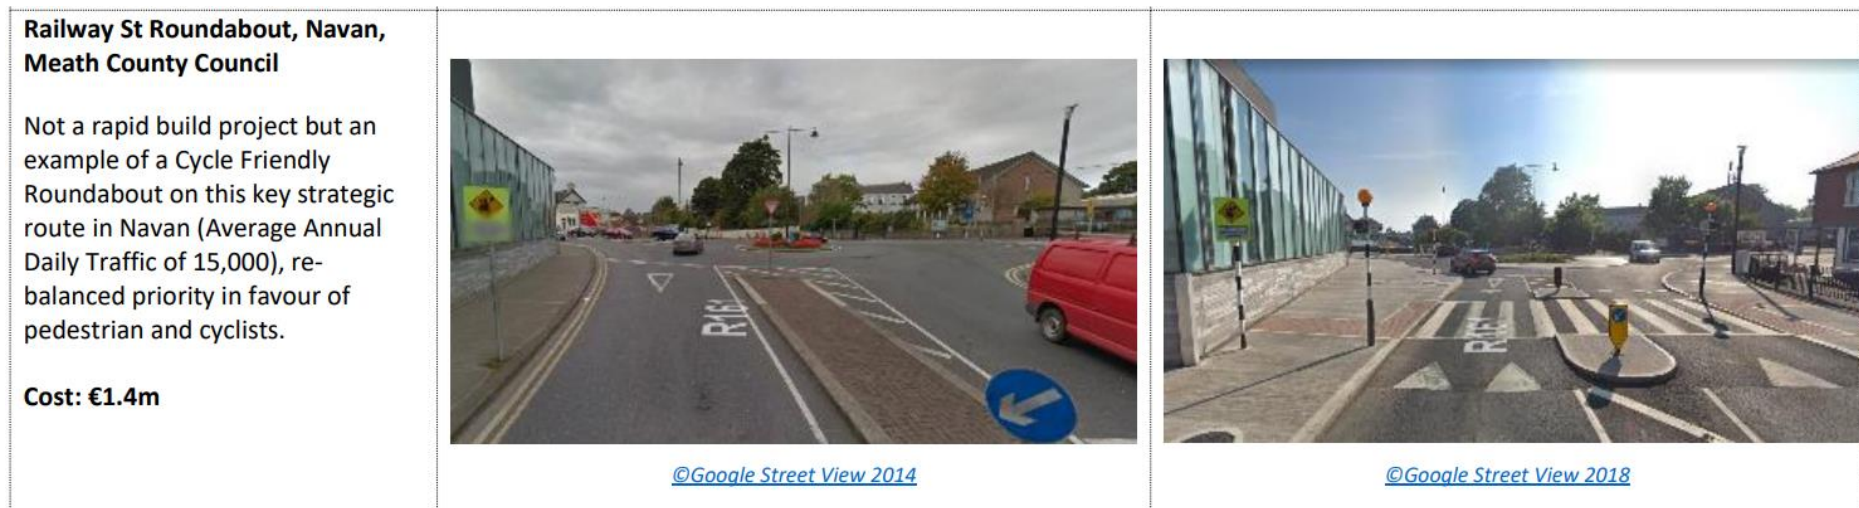 Railway St Roundabout, Navan,
Meath County Council
Not a rapid build project but an
example of a Cycle Friendly
Roundabout on this key strategic
route in Navan (Average Annual
Daily Traffic of 15,000), re-
balanced priority in favour of
pedestrian and cyclists.
Cost: €1.4m
R161
©Google Street View 2014
R161
©Google Street View 2018